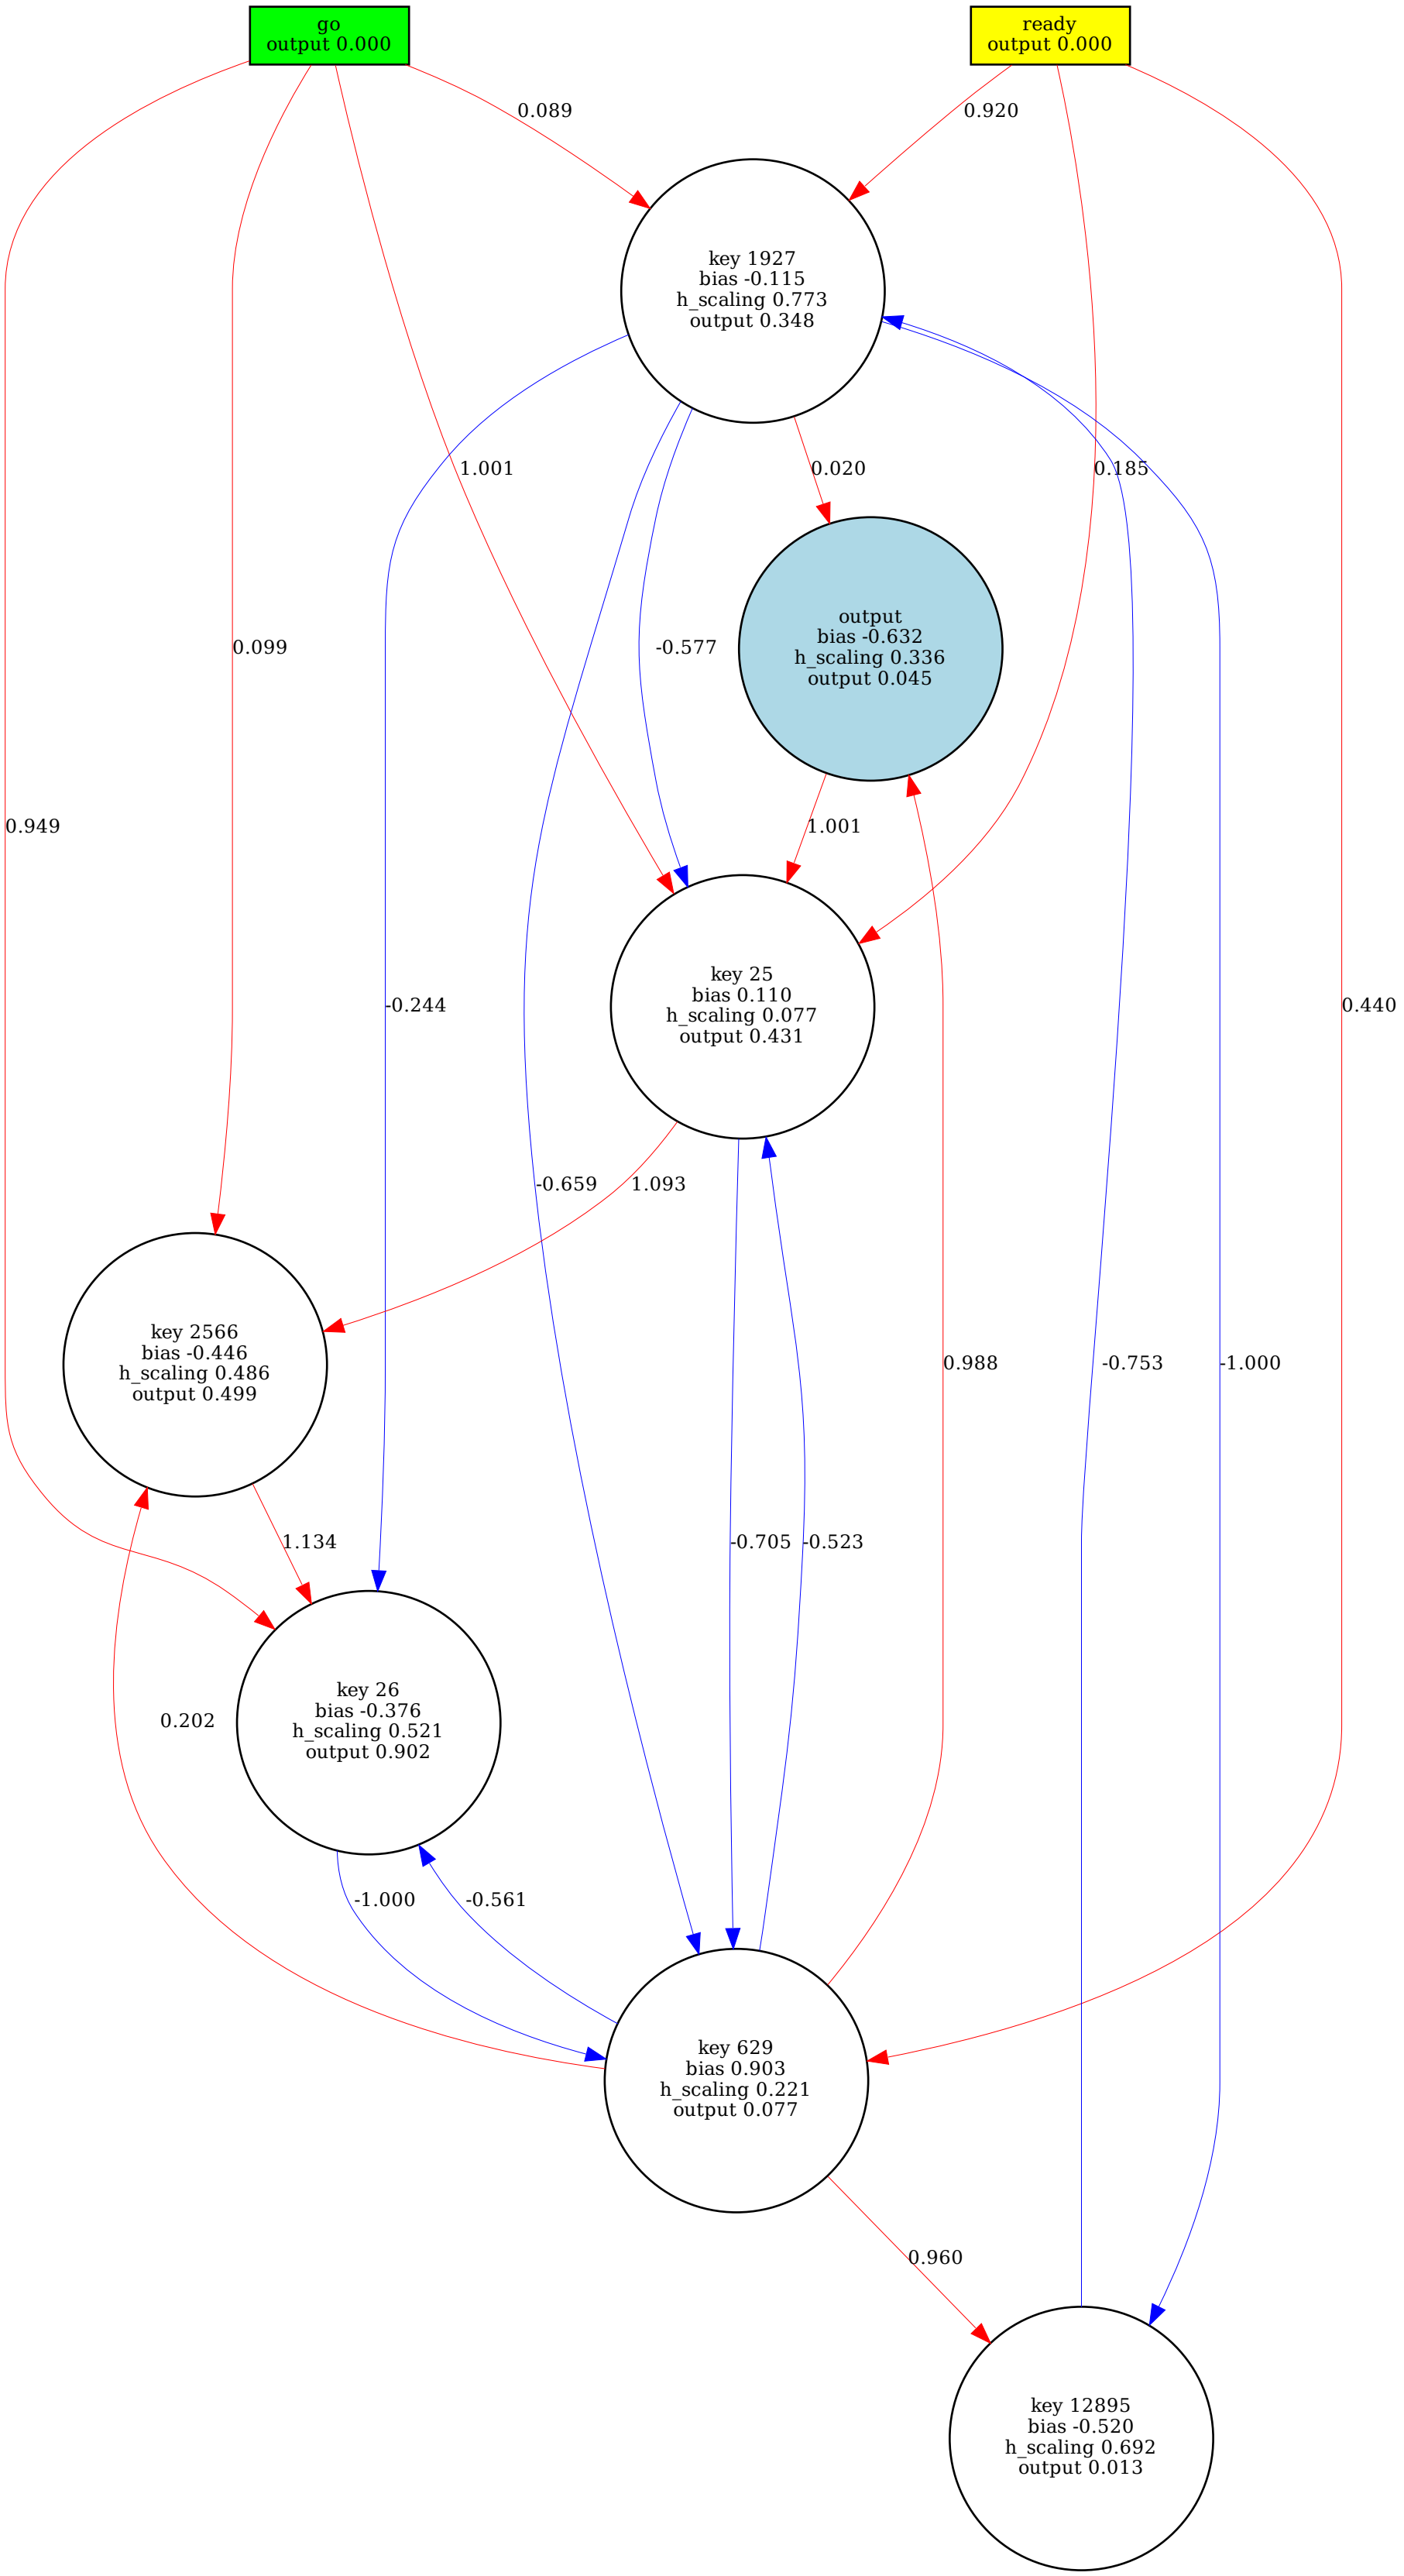 go
output 0.000
ready
output 0.000
0.089
0.920
key 1927
bias -0.115
h_scaling 0.773
output 0.348
1.001
0.020
0.185
0.099
-0.577
output
bias -0.632
h_scaling 0.336
output 0.045
0.949
1.001
-0.244
key 25
bias 0.110
h_scaling 0.077
output 0.431
0.440
-0.659
1.093
key 2566
bias -0.446
h_scaling 0.486
output 0.499
0.988
-0.753
-1.000
1.134
-0.705
-0.523
key 26
bias -0.376
h_scaling 0.521
output 0.902
0.202
-1.000
-0.561
key 629
bias 0.903
h_scaling 0.221
output 0.077
0.960
key 12895
bias -0.520
h_scaling 0.692
output 0.013